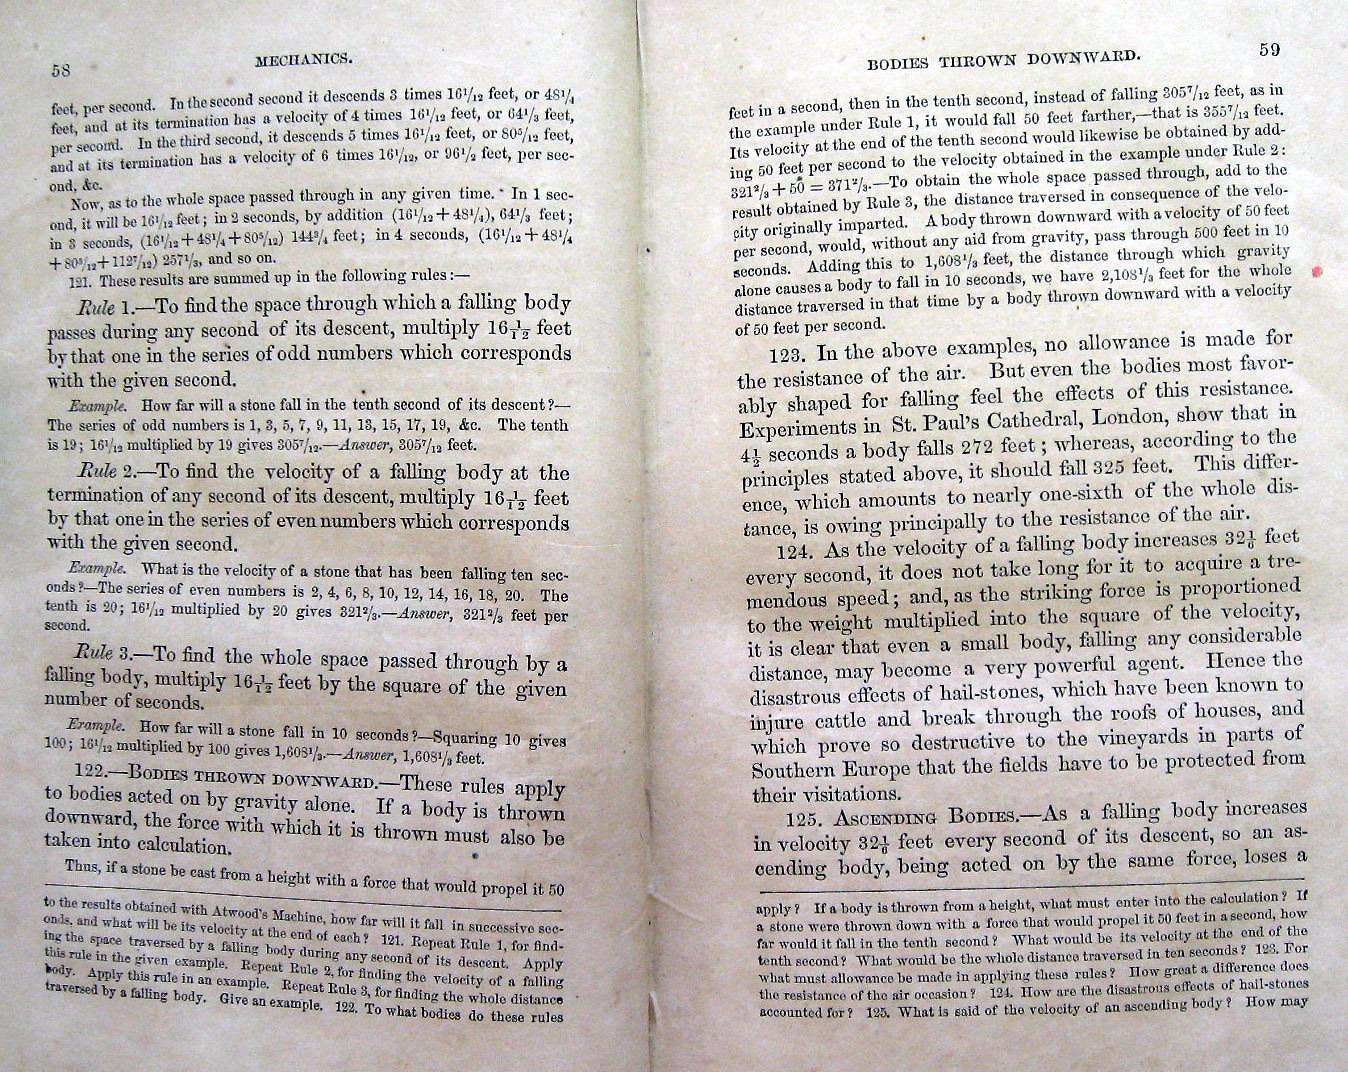 58
MECHANICS.
feet, per second. In the second second it descends 3 times 16¹/₁₂ feet, or 48¹/₄
feet, and at its termination has a velocity of 4 times 16¹/₁₂ feet, or 64¹/₃ feet,
per second. In the third second, it descends 5 times 16¹/₁₂ feet, or 80⁵/₁₂ feet,
and at its termination has a velocity of 6 times 16¹/₁₂, or 96¹/₂ feet, per sec-
ond, &c.
Now, as to the whole space passed through in any given time. In 1 sec-
ond, it will be 16¹/₁₂ feet; in 2 seconds, by addition (16¹/₁₂ + 48¹/₄), 64¹/₃ feet;
in 3 seconds, (16¹/₁₂ + 48¹/₄ + 80⁵/₁₂) 144³/₄ feet; in 4 seconds, (16¹/₁₂ + 48¹/₄
+ 80⁵/₁₂ + 112⁷/₁₂) 257¹/₃, and so on.
121. These results are summed up in the following rules:—
Rule 1.—To find the space through which a falling body
passes during any second of its descent, multiply 16 1/12 feet
by that one in the series of odd numbers which corresponds
with the given second.
Example. How far will a stone fall in the tenth second of its descent?—
The series of odd numbers is 1, 3, 5, 7, 9, 11, 13, 15, 17, 19, &c. The tenth
is 19; 16¹/₁₂ multiplied by 19 gives 305⁷/₁₂.—Answer, 305⁷/₁₂ feet.
Rule 2.—To find the velocity of a falling body at the
termination of any second of its descent, multiply 16 1/12 feet
by that one in the series of even numbers which corresponds
with the given second.
Example. What is the velocity of a stone that has been falling ten sec-
onds?—The series of even numbers is 2, 4, 6, 8, 10, 12, 14, 16, 18, 20. The
tenth is 20; 16¹/₁₂ multiplied by 20 gives 321²/₃.—Answer, 321²/₃ feet per
second.
Rule 3.—To find the whole space passed through by a
falling body, multiply 16 1/12 feet by the square of the given
number of seconds.
Example. How far will a stone fall in 10 seconds?—Squaring 10 gives
100; 16¹/₁₂ multiplied by 100 gives 1,608¹/₃.—Answer, 1,608¹/₃ feet.
122.—BODIES THROWN DOWNWARD.—These rules apply
to bodies acted on by gravity alone. If a body is thrown
downward, the force with which it is thrown must also be
taken into calculation.
Thus, if a stone be cast from a height with a force that would propel it 50
to the results obtained with Atwood's Machine, how far will it fall in successive sec-
onds, and what will be its velocity at the end of each? 121. Repeat Rule 1, for find-
ing the space traversed by a falling body during any second of its descent. Apply
this rule in the given example. Repeat Rule 2, for finding the velocity of a falling
body. Apply this rule in an example. Repeat Rule 3, for finding the whole distance
traversed by a falling body. Give an example. 122. To what bodies do these rules
BODIES THROWN DOWNWARD.
59
feet in a second, then in the tenth second, instead of falling 305⁷/₁₂ feet, as in
the example under Rule 1, it would fall 50 feet farther,—that is 355⁷/₁₂ feet.
Its velocity at the end of the tenth second would likewise be obtained by add-
ing 50 feet per second to the velocity obtained in the example under Rule 2:
321²/₃ + 50 = 371²/₃.—To obtain the whole space passed through, add to the
result obtained by Rule 3, the distance traversed in consequence of the velo-
city originally imparted. A body thrown downward with a velocity of 50 feet
per second, would, without any aid from gravity, pass through 500 feet in 10
seconds. Adding this to 1,608¹/₃ feet, the distance through which gravity
alone causes a body to fall in 10 seconds, we have 2,108¹/₃ feet for the whole
distance traversed in that time by a body thrown downward with a velocity
of 50 feet per second.
123. In the above examples, no allowance is made for
the resistance of the air. But even the bodies most favor-
ably shaped for falling feel the effects of this resistance.
Experiments in St. Paul's Cathedral, London, show that in
4½ seconds a body falls 272 feet; whereas, according to the
principles stated above, it should fall 325 feet. This differ-
ence, which amounts to nearly one-sixth of the whole dis-
tance, is owing principally to the resistance of the air.
124. As the velocity of a falling body increases 32⅙ feet
every second, it does not take long for it to acquire a tre-
mendous speed; and, as the striking force is proportioned
to the weight multiplied into the square of the velocity,
it is clear that even a small body, falling any considerable
distance, may become a very powerful agent. Hence the
disastrous effects of hail-stones, which have been known to
injure cattle and break through the roofs of houses, and
which prove so destructive to the vineyards in parts of
Southern Europe that the fields have to be protected from
their visitations.
125. ASCENDING BODIES.—As a falling body increases
in velocity 32⅙ feet every second of its descent, so an as-
cending body, being acted on by the same force, loses a
apply? If a body is thrown from a height, what must enter into the calculation? If
a stone were thrown down with a force that would propel it 50 feet in a second, how
far would it fall in the tenth second? What would be its velocity at the end of the
tenth second? What would be the whole distance traversed in ten seconds? 123. For
what must allowance be made in applying these rules? How great a difference does
the resistance of the air occasion? 124. How are the disastrous effects of hail-stones
accounted for? 125. What is said of the velocity of an ascending body? How may